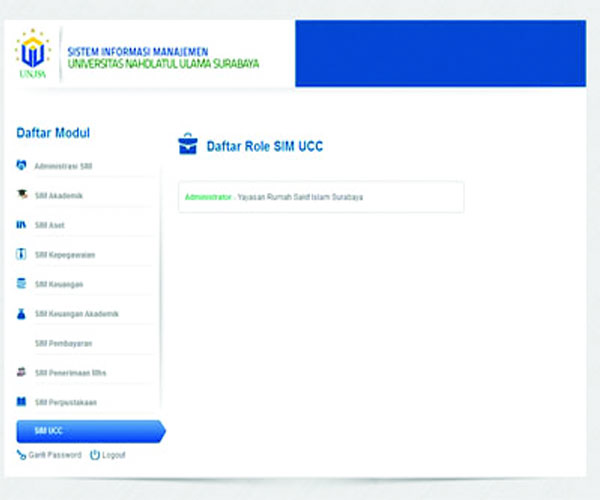 SISTEM INFORMASI MANAJEMEN
UNIVERSITAS NAHDLATUL ULAMA SURABAYA
Daftar Modul
Daftar Role SIM UCC
Administrasi SIM
SIM Akademik
Administrator - Yayasan Rumah Sakit Islam Surabaya
SIM Aset
SIM Kepegawaian
SIM Keuangan
SIM Keuangan Akademik
SIM Pembayaran
SIM Penerimaan Mhs
SIM Perpustakaan
SIM UCC
Ganti Password Logout